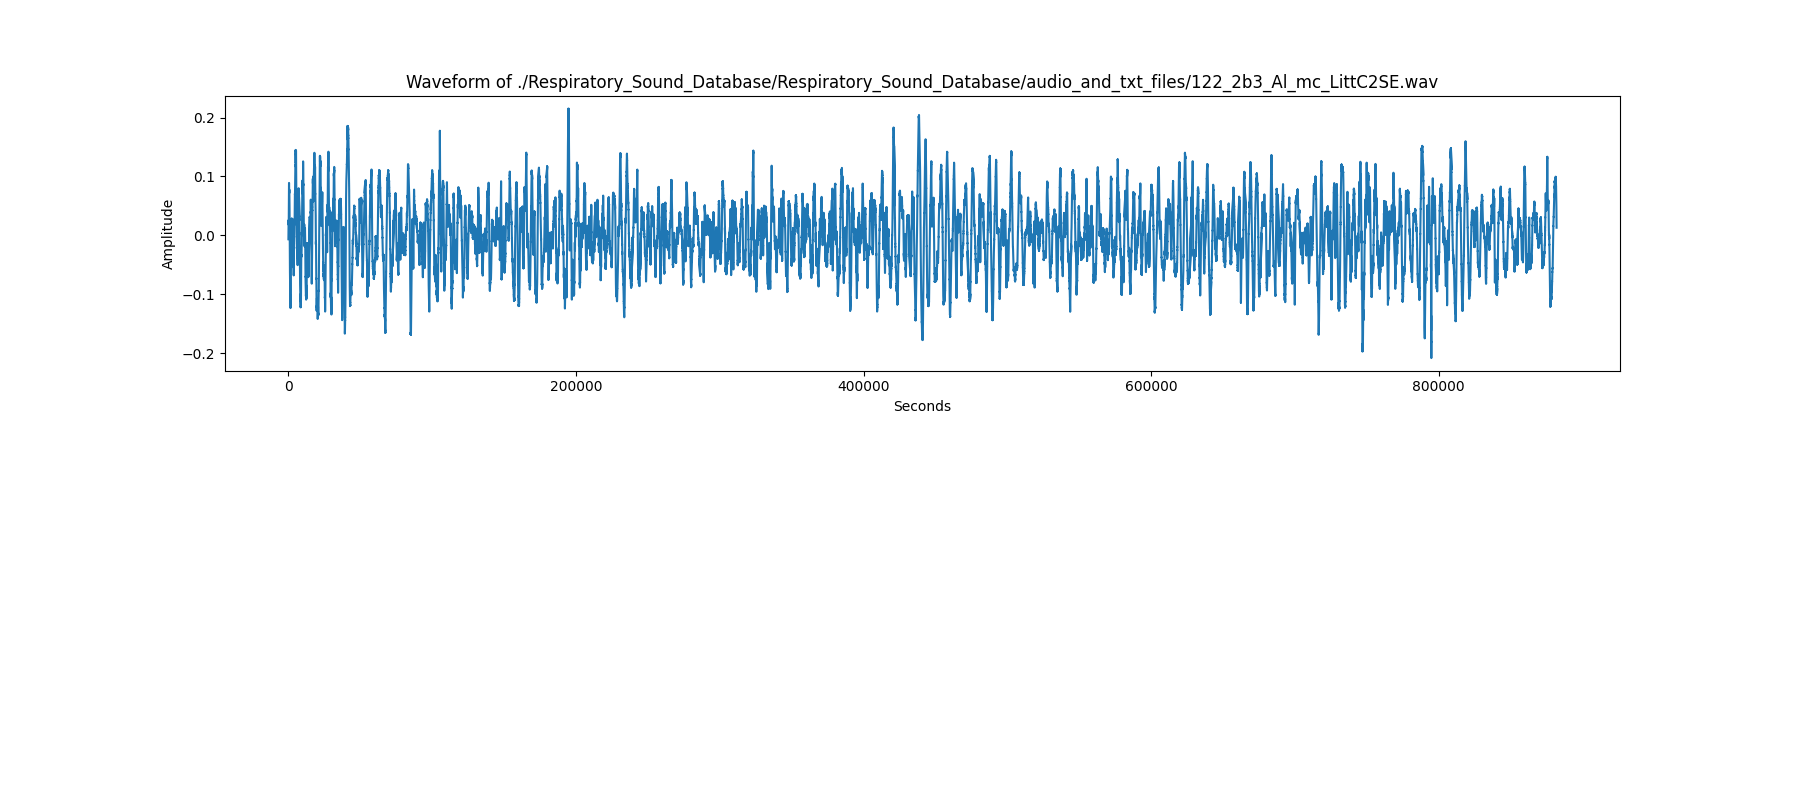 Waveform of ./Respiratory_Sound_Database/Respiratory_Sound_Database/audio_and_txt_files/122_2b3_Al_mc_LittC2SE.wav
0.2
0.1
0.0
−0.1
−0.2
Amplitude
0 200000 400000 600000 800000
Seconds